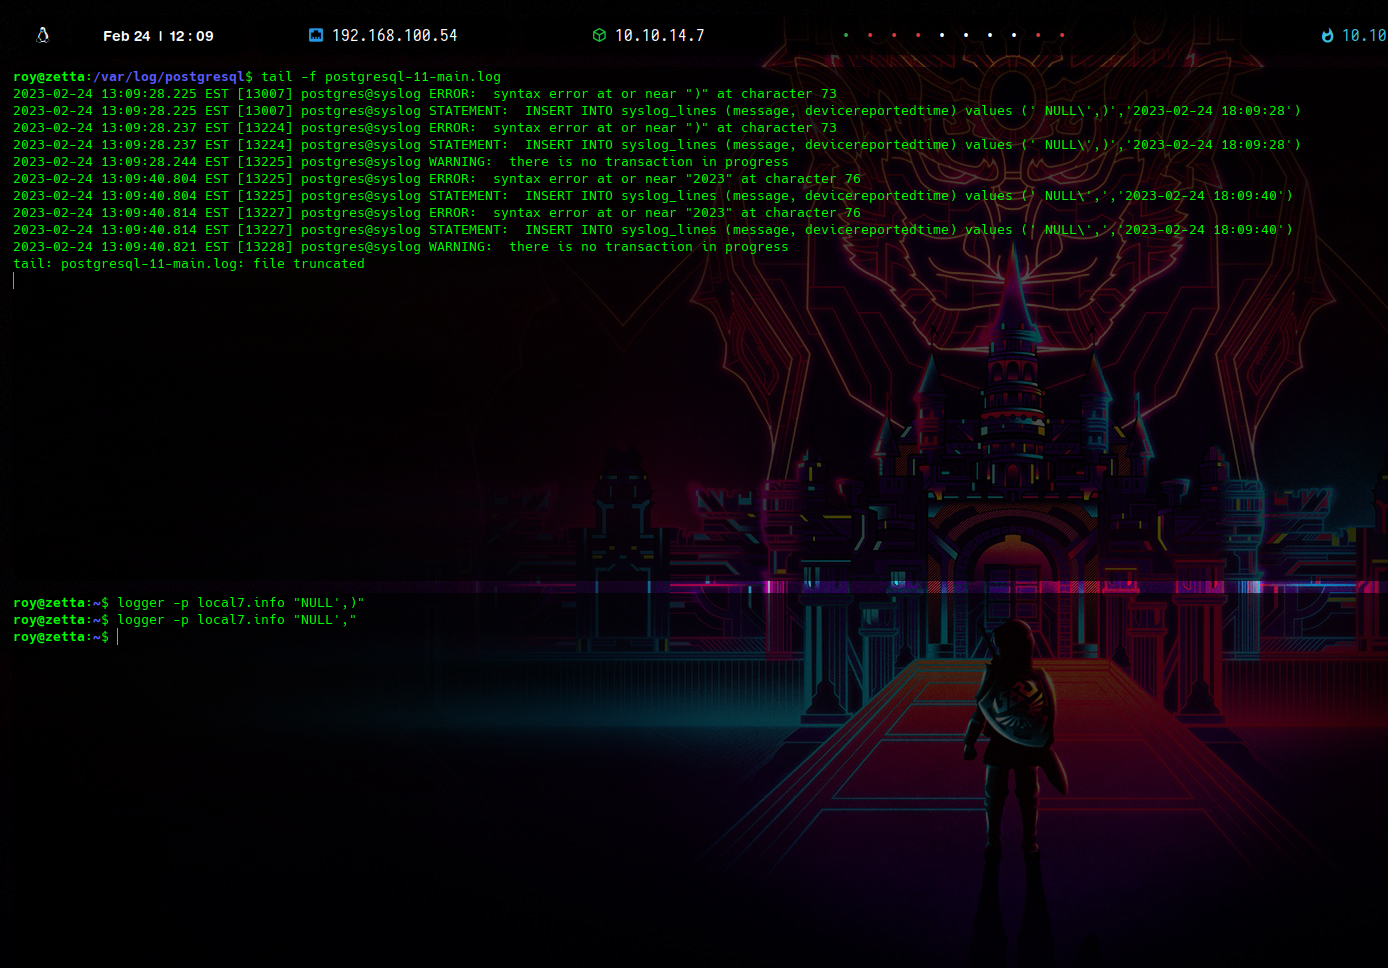 Feb 24 | 12:09 192.168.100.54 10.10.14.7 10.10
roy@zetta:/var/log/postgresql$ tail -f postgresql-11-main.log
2023-02-24 13:09:28.225 EST [13007] postgres@syslog ERROR:  syntax error at or near ")" at character 73
2023-02-24 13:09:28.225 EST [13007] postgres@syslog STATEMENT:  INSERT INTO syslog_lines (message, devicereportedtime) values (' NULL\',)','2023-02-24 18:09:28')
2023-02-24 13:09:28.237 EST [13224] postgres@syslog ERROR:  syntax error at or near ")" at character 73
2023-02-24 13:09:28.237 EST [13224] postgres@syslog STATEMENT:  INSERT INTO syslog_lines (message, devicereportedtime) values (' NULL\',)','2023-02-24 18:09:28')
2023-02-24 13:09:28.244 EST [13225] postgres@syslog WARNING:  there is no transaction in progress
2023-02-24 13:09:40.804 EST [13225] postgres@syslog ERROR:  syntax error at or near "2023" at character 76
2023-02-24 13:09:40.804 EST [13225] postgres@syslog STATEMENT:  INSERT INTO syslog_lines (message, devicereportedtime) values (' NULL\',','2023-02-24 18:09:40')
2023-02-24 13:09:40.814 EST [13227] postgres@syslog ERROR:  syntax error at or near "2023" at character 76
2023-02-24 13:09:40.814 EST [13227] postgres@syslog STATEMENT:  INSERT INTO syslog_lines (message, devicereportedtime) values (' NULL\',','2023-02-24 18:09:40')
2023-02-24 13:09:40.821 EST [13228] postgres@syslog WARNING:  there is no transaction in progress
tail: postgresql-11-main.log: file truncated
roy@zetta:~$ logger -p local7.info "NULL',)"
roy@zetta:~$ logger -p local7.info "NULL',"
roy@zetta:~$